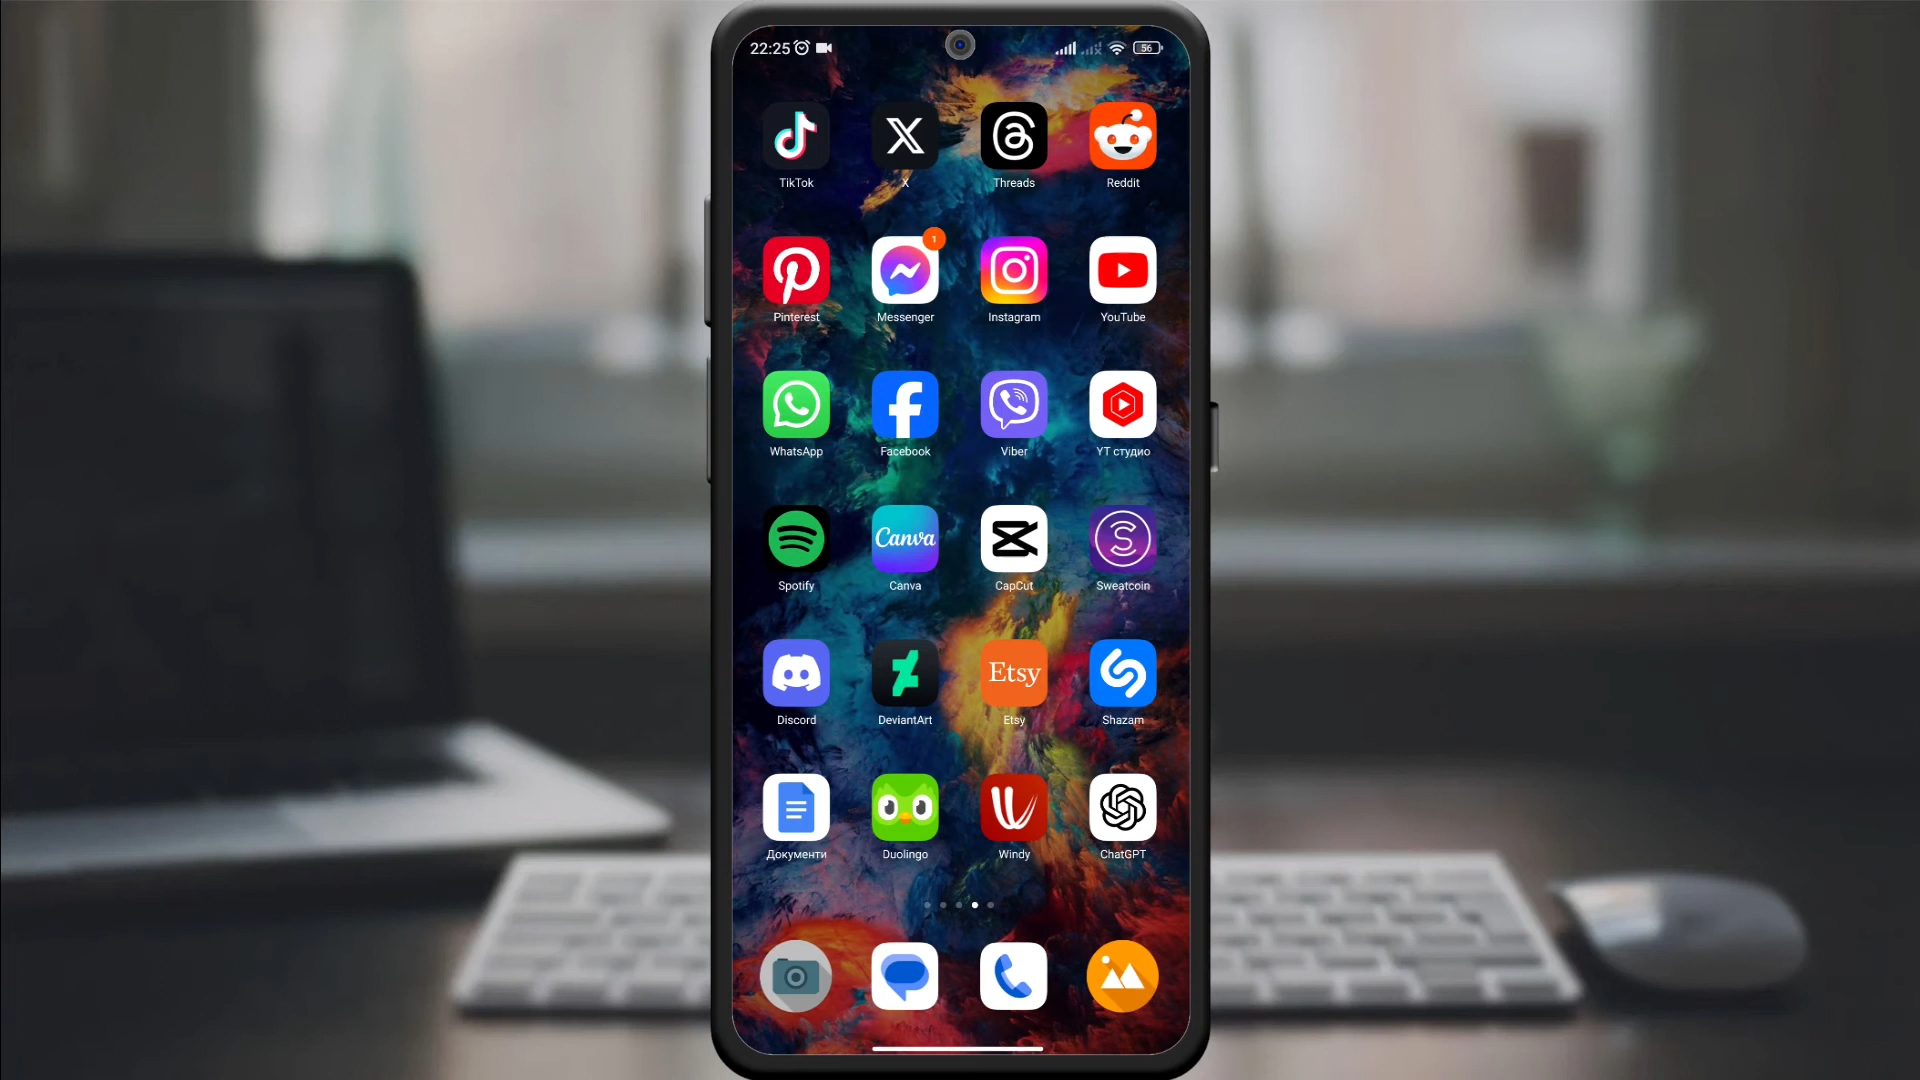 22:25
56
TikTok
X
Threads
Reddit
1
Pinterest
Messenger
Instagram
YouTube
WhatsApp
Facebook
Viber
YT студио
Spotify
Canva
Canva
CapCut
Sweatcoin
Etsy
Discord
DeviantArt
Etsy
Shazam
Документи
Duolingo
Windy
ChatGPT